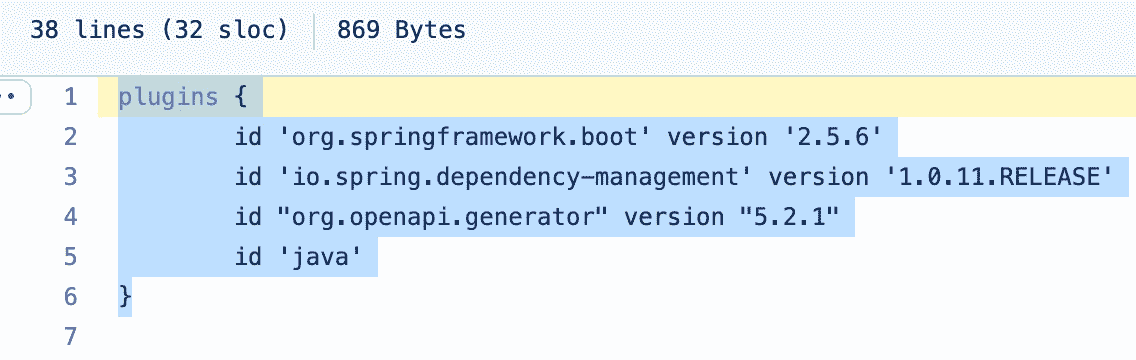 38 lines (32 sloc) 869 Bytes
1 plugins {
2 id 'org.springframework.boot' version '2.5.6'
3 id 'io.spring.dependency-management' version '1.0.11.RELEASE'
4 id "org.openapi.generator" version "5.2.1"
5 id 'java'
6 }
7